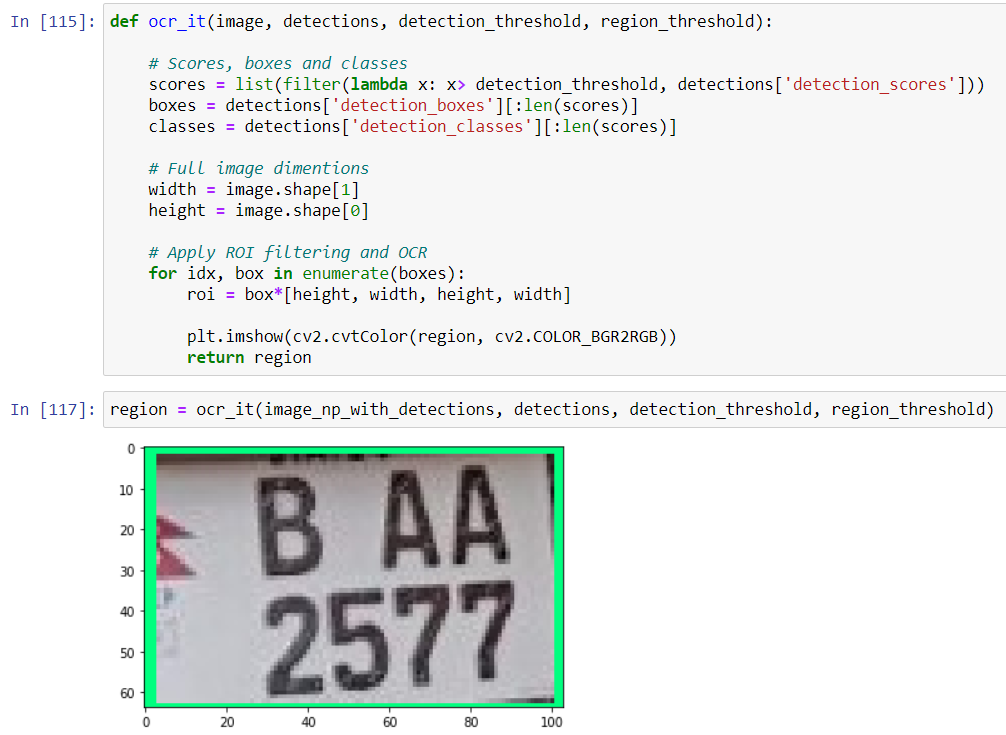 In [115]: def ocr_it(image, detections, detection_threshold, region_threshold):
# Scores, boxes and classes
scores = list(filter(lambda x: x> detection_threshold, detections['detection_scores']))
boxes = detections['detection_boxes'][:len(scores)]
classes = detections['detection_classes'][:len(scores)]
# Full image dimentions
width = image.shape[1]
height = image.shape[0]
# Apply ROI filtering and OCR
for idx, box in enumerate(boxes):
roi = box*[height, width, height, width]
plt.imshow(cv2.cvtColor(region, cv2.COLOR_BGR2RGB))
return region
In [117]: region = ocr_it(image_np_with_detections, detections, detection_threshold, region_threshold)
0
10
20
30
40
50
60
B AA
2577
0 20 40 60 80 100